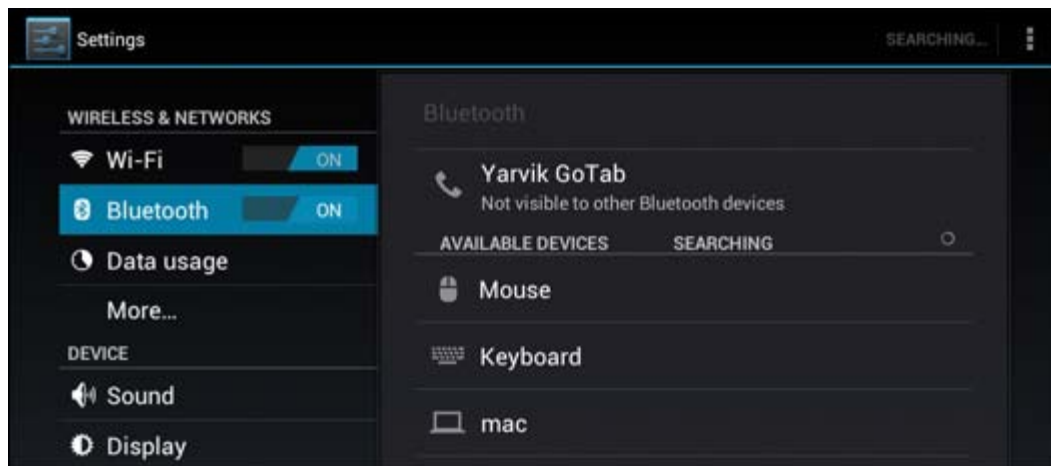 Settings
SEARCHING...
WIRELESS & NETWORKS
Wi-Fi ON
Bluetooth ON
Data usage
More...
DEVICE
Sound
Display
Bluetooth
Yarvik GoTab
Not visible to other Bluetooth devices
AVAILABLE DEVICES SEARCHING
Mouse
Keyboard
mac